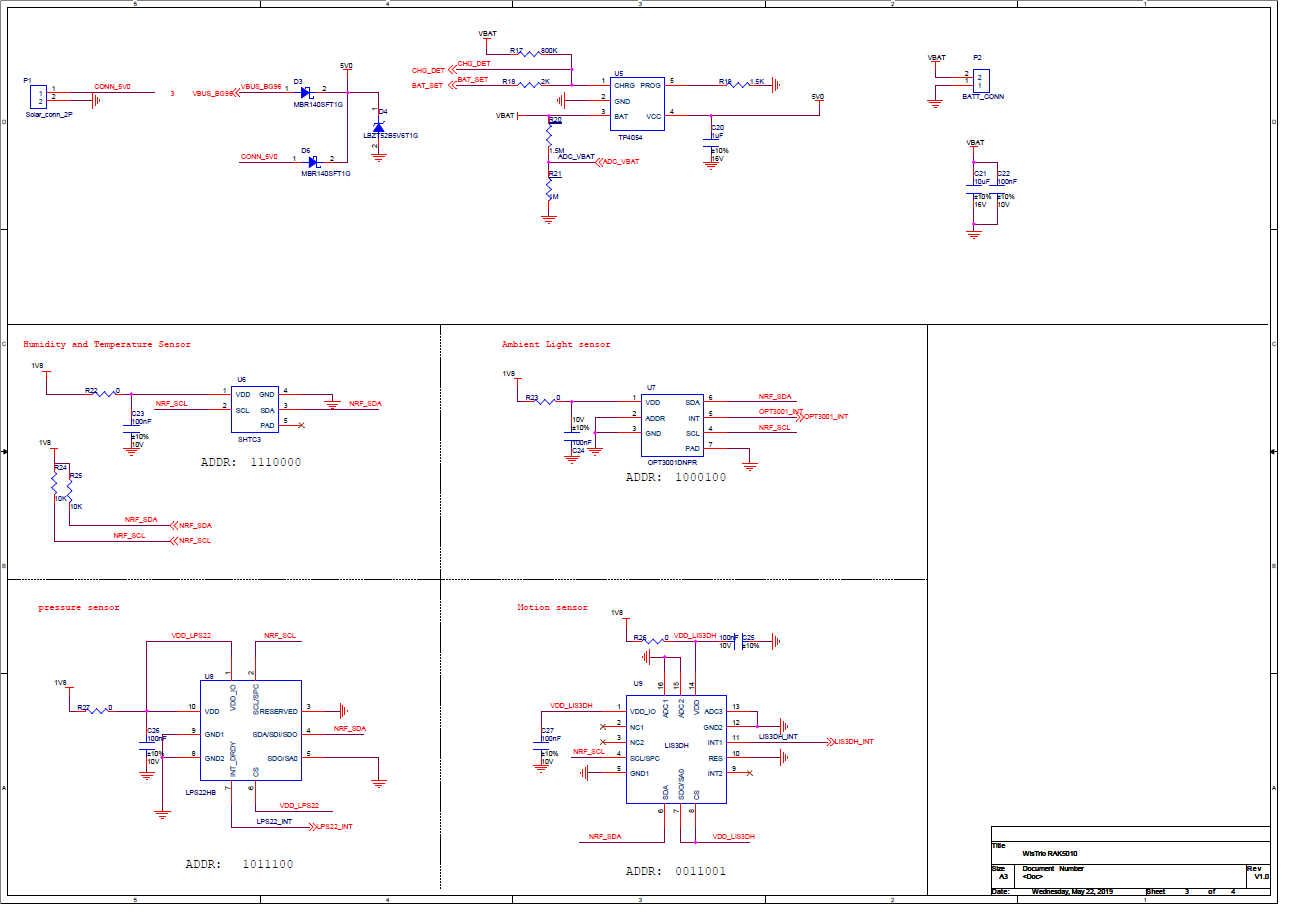 5
4
3
2
1
VBAT
R17 800K
CHG_DET
CHG_DET
BAT_SET
BAT_SET
R18 2K
U5
1 CHRG PROG 5
2 GND
3 BAT VCC 4
TP4054
R19 1.5K
VBAT
R20
1.5M
ADC_VBAT
ADC_VBAT
R21
1M
5V0
C20
1uF
±10%
16V
P1
1 1
2 2
Solar_conn_2P
CONN_5V0
3
VBUS_BG96
VBUS_BG96
D3
1 2
MBR140SFT1G
5V0
D4
1
LBZT52B5V6T1G
2
CONN_5V0
D5
1 2
MBR140SFT1G
VBAT
P2
2 2
1 1
BATT_CONN
VBAT
C21
10uF
±10%
16V
C22
100nF
±10%
10V
D
D
C
C
B
B
A
A
Humidity and Temperature Sensor
1V8
R22 0
NRF_SCL
C23
100nF
±10%
10V
U6
1 VDD GND 4
2 SCL SDA 3
PAD 5
SHTC3
NRF_SDA
ADDR: 1110000
1V8
R24
R25
10K
10K
NRF_SDA
NRF_SDA
NRF_SCL
NRF_SCL
Ambient Light sensor
1V8
R23 0
10V
±10%
100nF
C24
U7
1 VDD SDA 6
2 ADDR INT 5
3 GND SCL 4
PAD 7
OPT3001DNPR
NRF_SDA
OPT3001_INT
OPT3001_INT
NRF_SCL
ADDR: 1000100
pressure sensor
VDD_LPS22
NRF_SCL
1V8
R27 0
C26
100nF
±10%
10V
U8
1 VDD_IO
2 SCL/SPC
10 VDD RESERVED 3
9 GND1 SDA/SDI/SDO 4
8 GND2 SDO/SA0 5
7 INT_DRDY
6 CS
NRF_SDA
LPS22HB
VDD_LPS22
LPS22_INT
LPS22_INT
ADDR: 1011100
Motion sensor
1V8
R26 0
VDD_LIS3DH
100nF C25
10V ±10%
U9
16 15 14
ADC1 ADC2 VDD
VDD_LIS3DH
1 VDD_IO ADC3 13
2 NC1 GND2 12
3 NC2 INT1 11
LIS3DH
NRF_SCL
4 SCL/SPC RES 10
5 GND1 INT2 9
SDA SDO/SA0 CS
6 7 8
C27
100nF
±10%
10V
LIS3DH_INT
LIS3DH_INT
NRF_SDA
VDD_LIS3DH
ADDR: 0011001
Title
WisTrio RAK5010
Size
A3
Document Number
<Doc>
Rev
V1.0
Date: Wednesday, May 22, 2019 Sheet 3 of 4
5
4
3
2
1